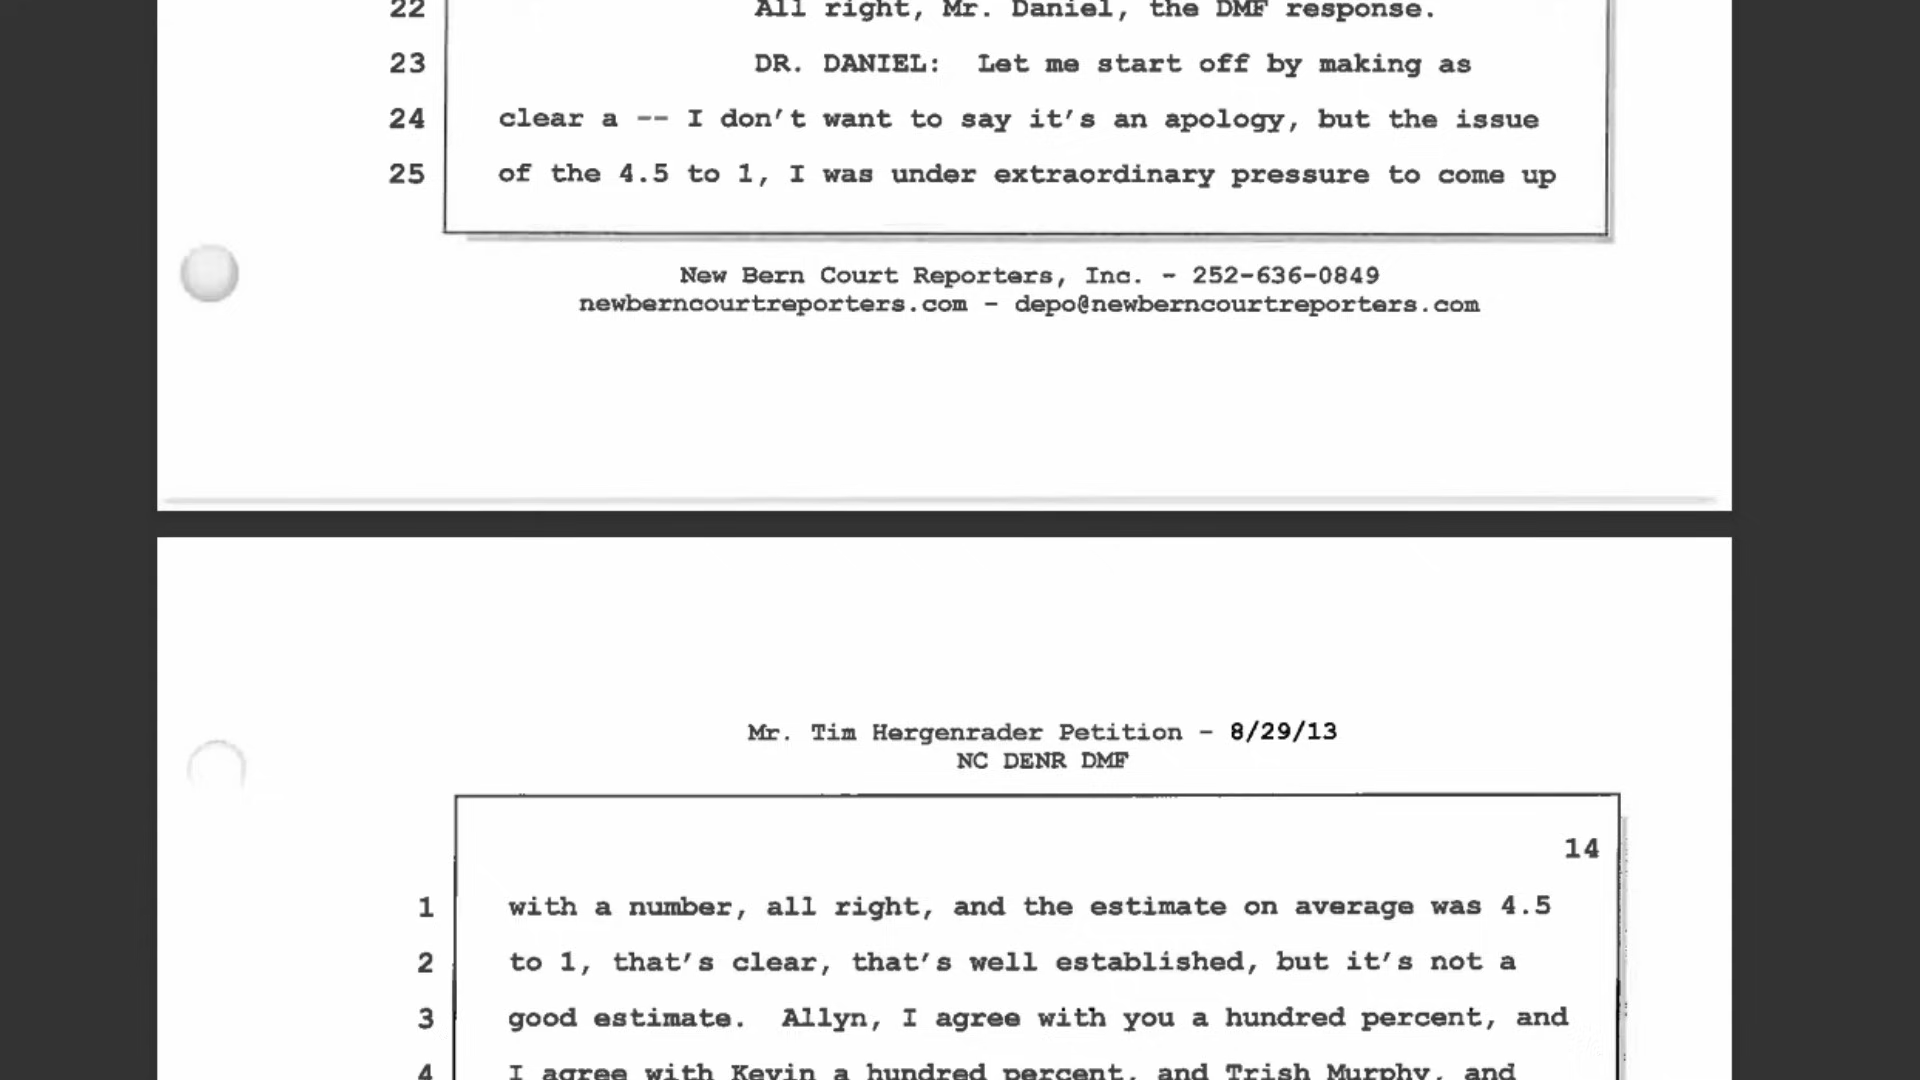 22 All right, Mr. Daniel, the DMF response.
23 DR. DANIEL: Let me start off by making as
24 clear a -- I don't want to say it's an apology, but the issue
25 of the 4.5 to 1, I was under extraordinary pressure to come up
New Bern Court Reporters, Inc. - 252-636-0849
newberncourtreporters.com - depo@newberncourtreporters.com
Mr. Tim Hergenrader Petition - 8/29/13
NC DENR DMF
14
1 with a number, all right, and the estimate on average was 4.5
2 to 1, that's clear, that's well established, but it's not a
3 good estimate. Allyn, I agree with you a hundred percent, and
4 I agree with Kevin a hundred percent, and Trish Murphy, and